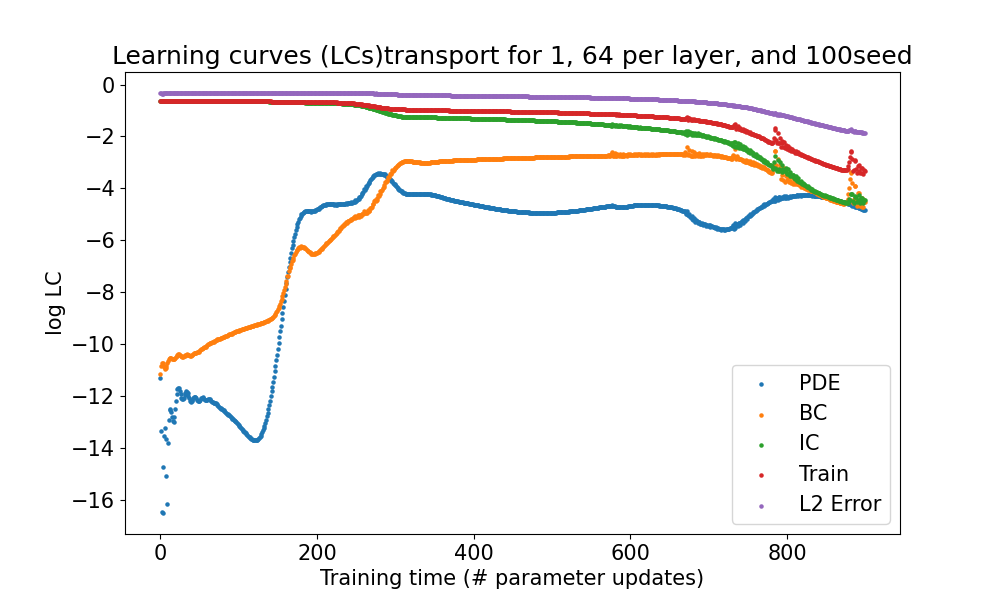 Learning curves (LCs)transport for 1, 64 per layer, and 100seed
0
−2
−4
−6
−8
−10
−12
−14
−16
log LC
PDE
BC
IC
Train
L2 Error
0 200 400 600 800
Training time (# parameter updates)